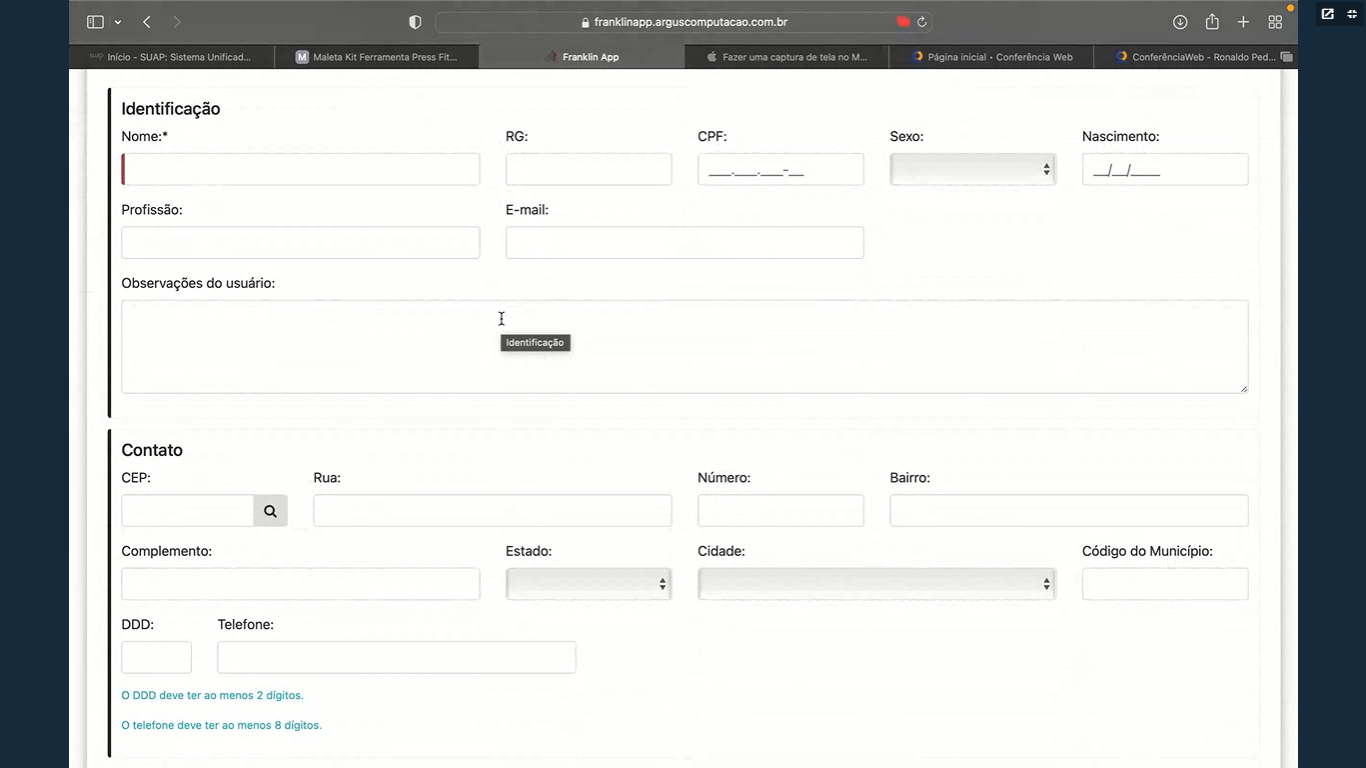 franklinapp.arguscomputacao.com.br
Início - SUAP: Sistema Unificad...
M Maleta Kit Ferramenta Press Fit...
Franklin App
Fazer uma captura de tela no M...
Página inicial • Conferência Web
ConferênciaWeb - Ronaldo Ped...
Identificação
Nome:* RG: CPF: Sexo: Nascimento:
___.___.___-__ __/__/____
Profissão: E-mail:
Observações do usuário:
Identificação
Contato
CEP: Rua: Número: Bairro:
Complemento: Estado: Cidade: Código do Município:
DDD: Telefone:
O DDD deve ter ao menos 2 dígitos.
O telefone deve ter ao menos 8 dígitos.